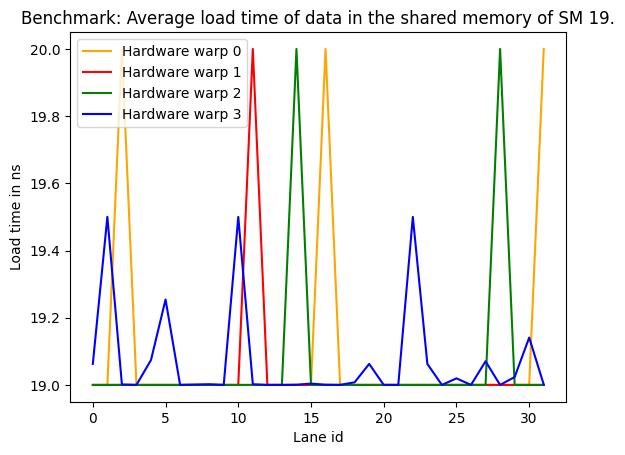 Benchmark: Average load time of data in the shared memory of SM 19.
Hardware warp 0
Hardware warp 1
Hardware warp 2
Hardware warp 3
Load time in ns
20.0
19.8
19.6
19.4
19.2
19.0
0 5 10 15 20 25 30
Lane id